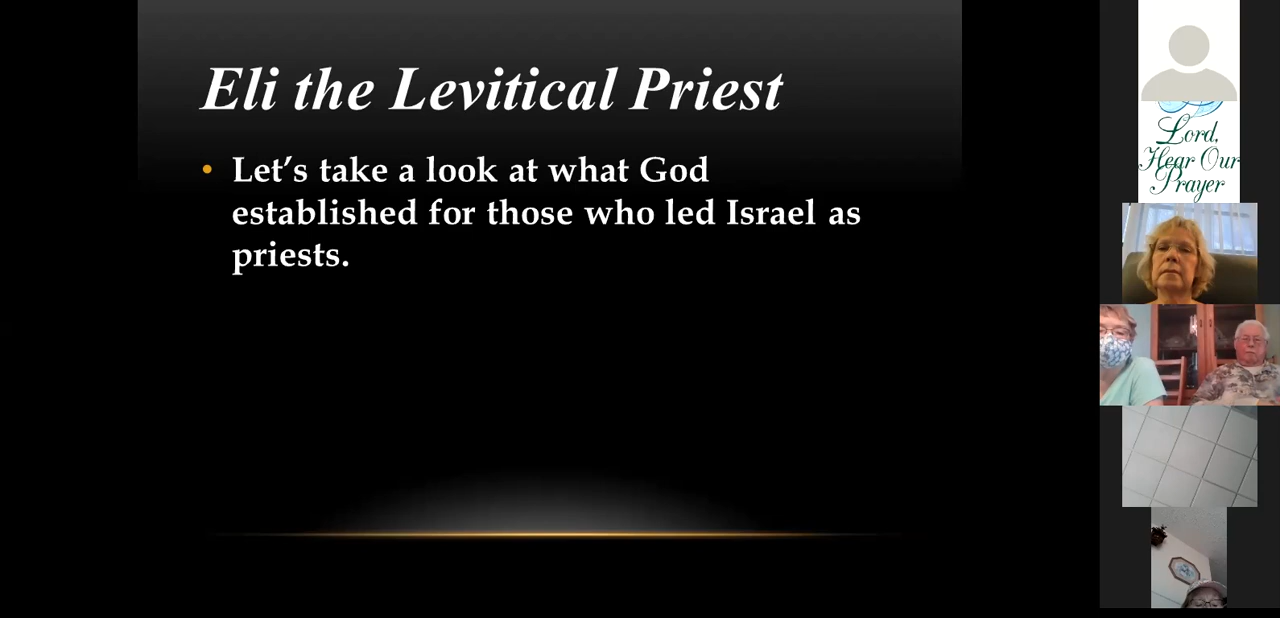 Eli the Levitical Priest
• Let’s take a look at what God
established for those who led Israel as
priests.
Lord,
Hear Our
Prayer